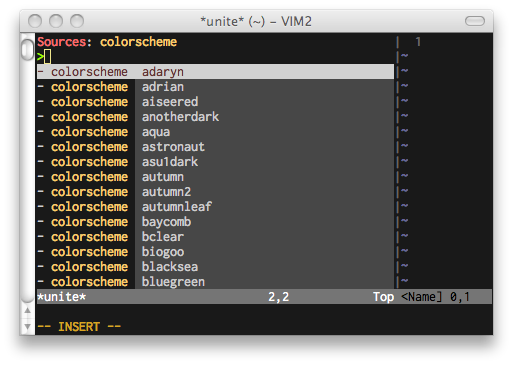 *unite* (~) – VIM2
Sources: colorscheme | 1
> |~
- colorscheme adaryn |~
- colorscheme adrian |~
- colorscheme aiseered |~
- colorscheme anotherdark |~
- colorscheme aqua |~
- colorscheme astronaut |~
- colorscheme asu1dark |~
- colorscheme autumn |~
- colorscheme autumn2 |~
- colorscheme autumnleaf |~
- colorscheme baycomb |~
- colorscheme bclear |~
- colorscheme biogoo |~
- colorscheme blacksea |~
- colorscheme bluegreen |~
*unite* 2,2 Top <Name] 0,1
-- INSERT --